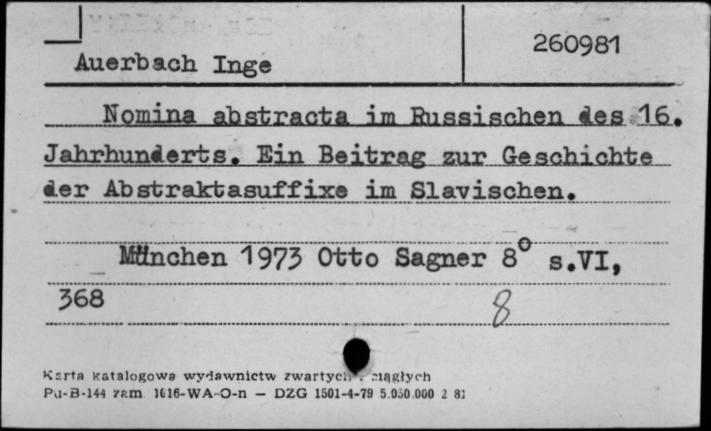 260981
Auerbach Inge
Nomina abstracta im Russischen des 16.
Jahrhunderts. Ein Beitrag zur Geschichte
der Abstraktasuffixe im Slavischen.
München 1973 Otto Sagner 8° s.VI,
368
8
Karta katalogowa wydawnictw zwartych i ciągłych
Pu-B-144 zam. 1616-WA-O-n — DZG 1501-4-79 5.050.000 2 81